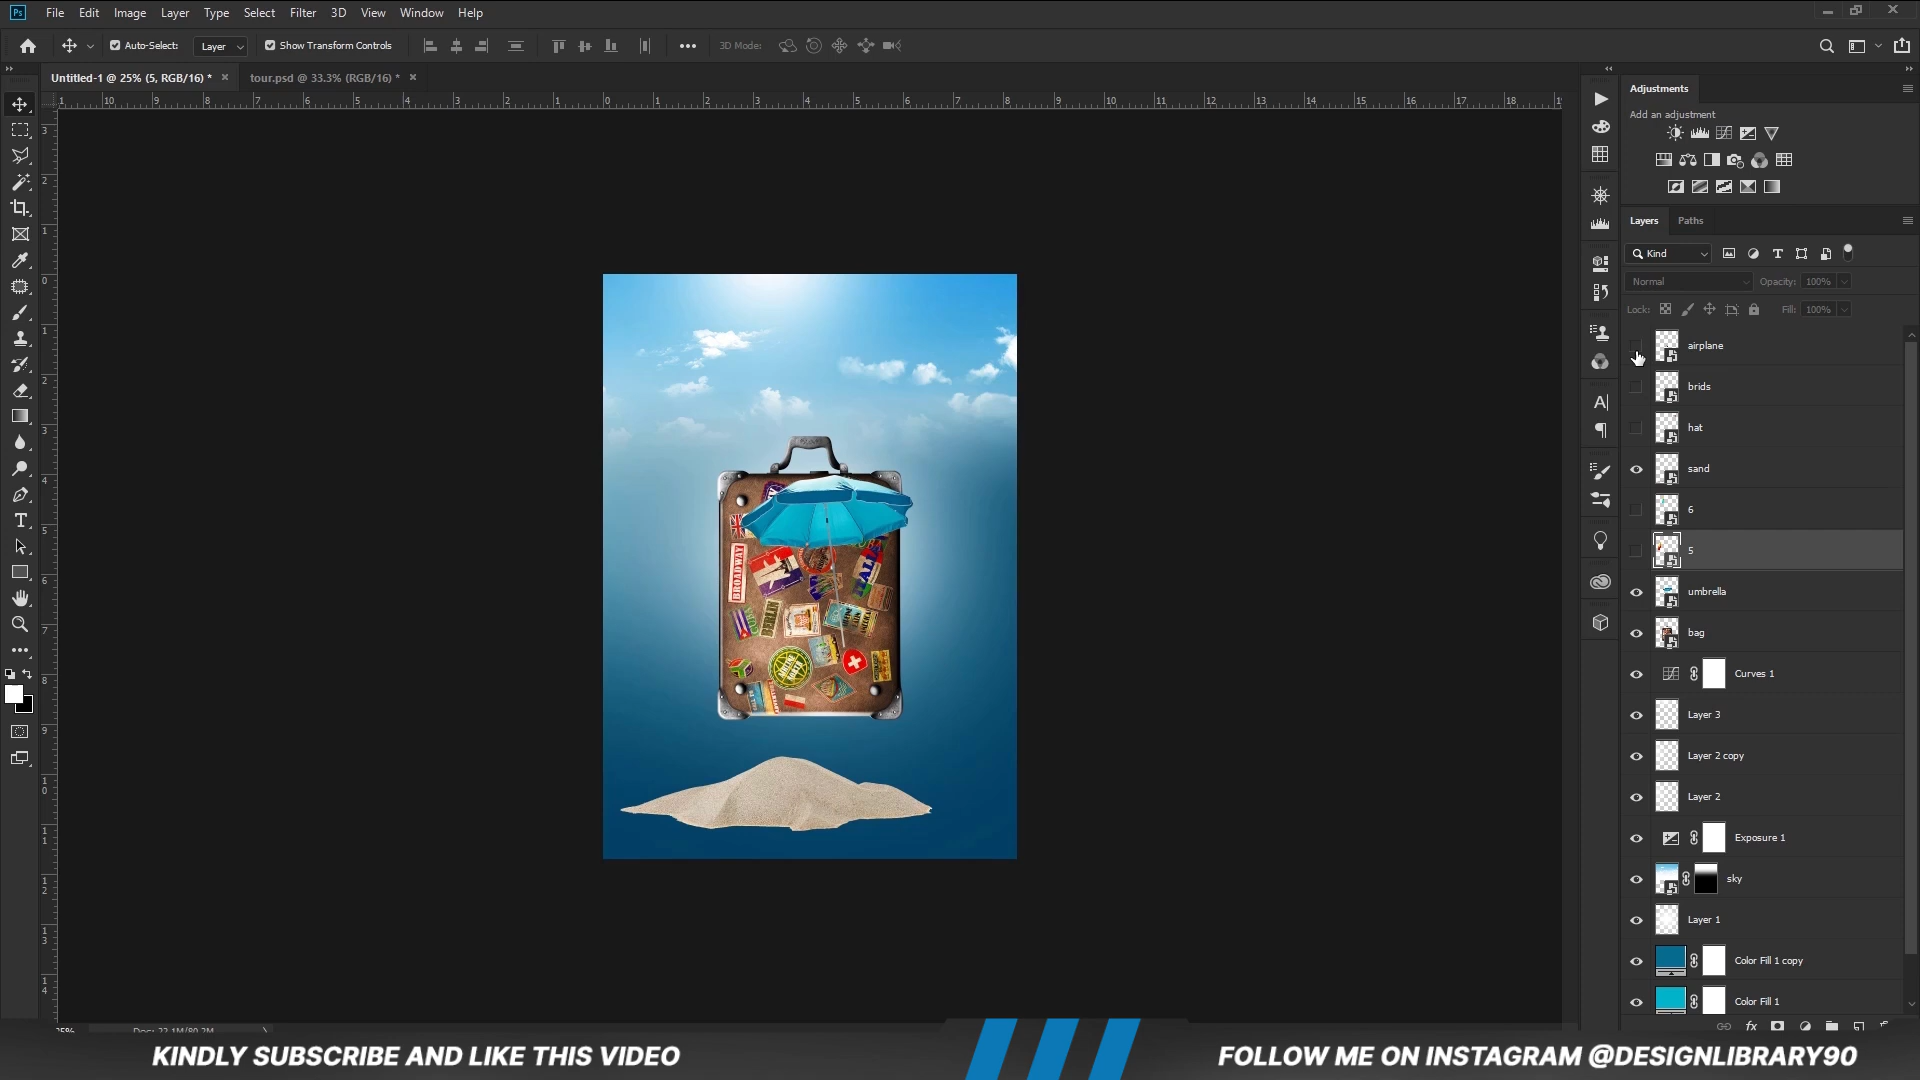 Ps File Edit Image Layer Type Select Filter 3D View Window Help
Auto-Select: Layer Show Transform Controls 3D Mode:
Untitled-1 @ 25% (5, RGB/16) * × tour.psd @ 33.3% (RGB/16) * ×
Adjustments
Add an adjustment
Layers Paths
Kind
Normal Opacity: 100%
Lock: Fill: 100%
airplane
brids
hat
sand
6
5
umbrella
bag
Curves 1
Layer 3
Layer 2 copy
Layer 2
Exposure 1
sky
Layer 1
Color Fill 1 copy
Color Fill 1
BROADWAY
ITALIA
BERLIN
KINDLY SUBSCRIBE AND LIKE THIS VIDEO
FOLLOW ME ON INSTAGRAM @DESIGNLIBRARY90